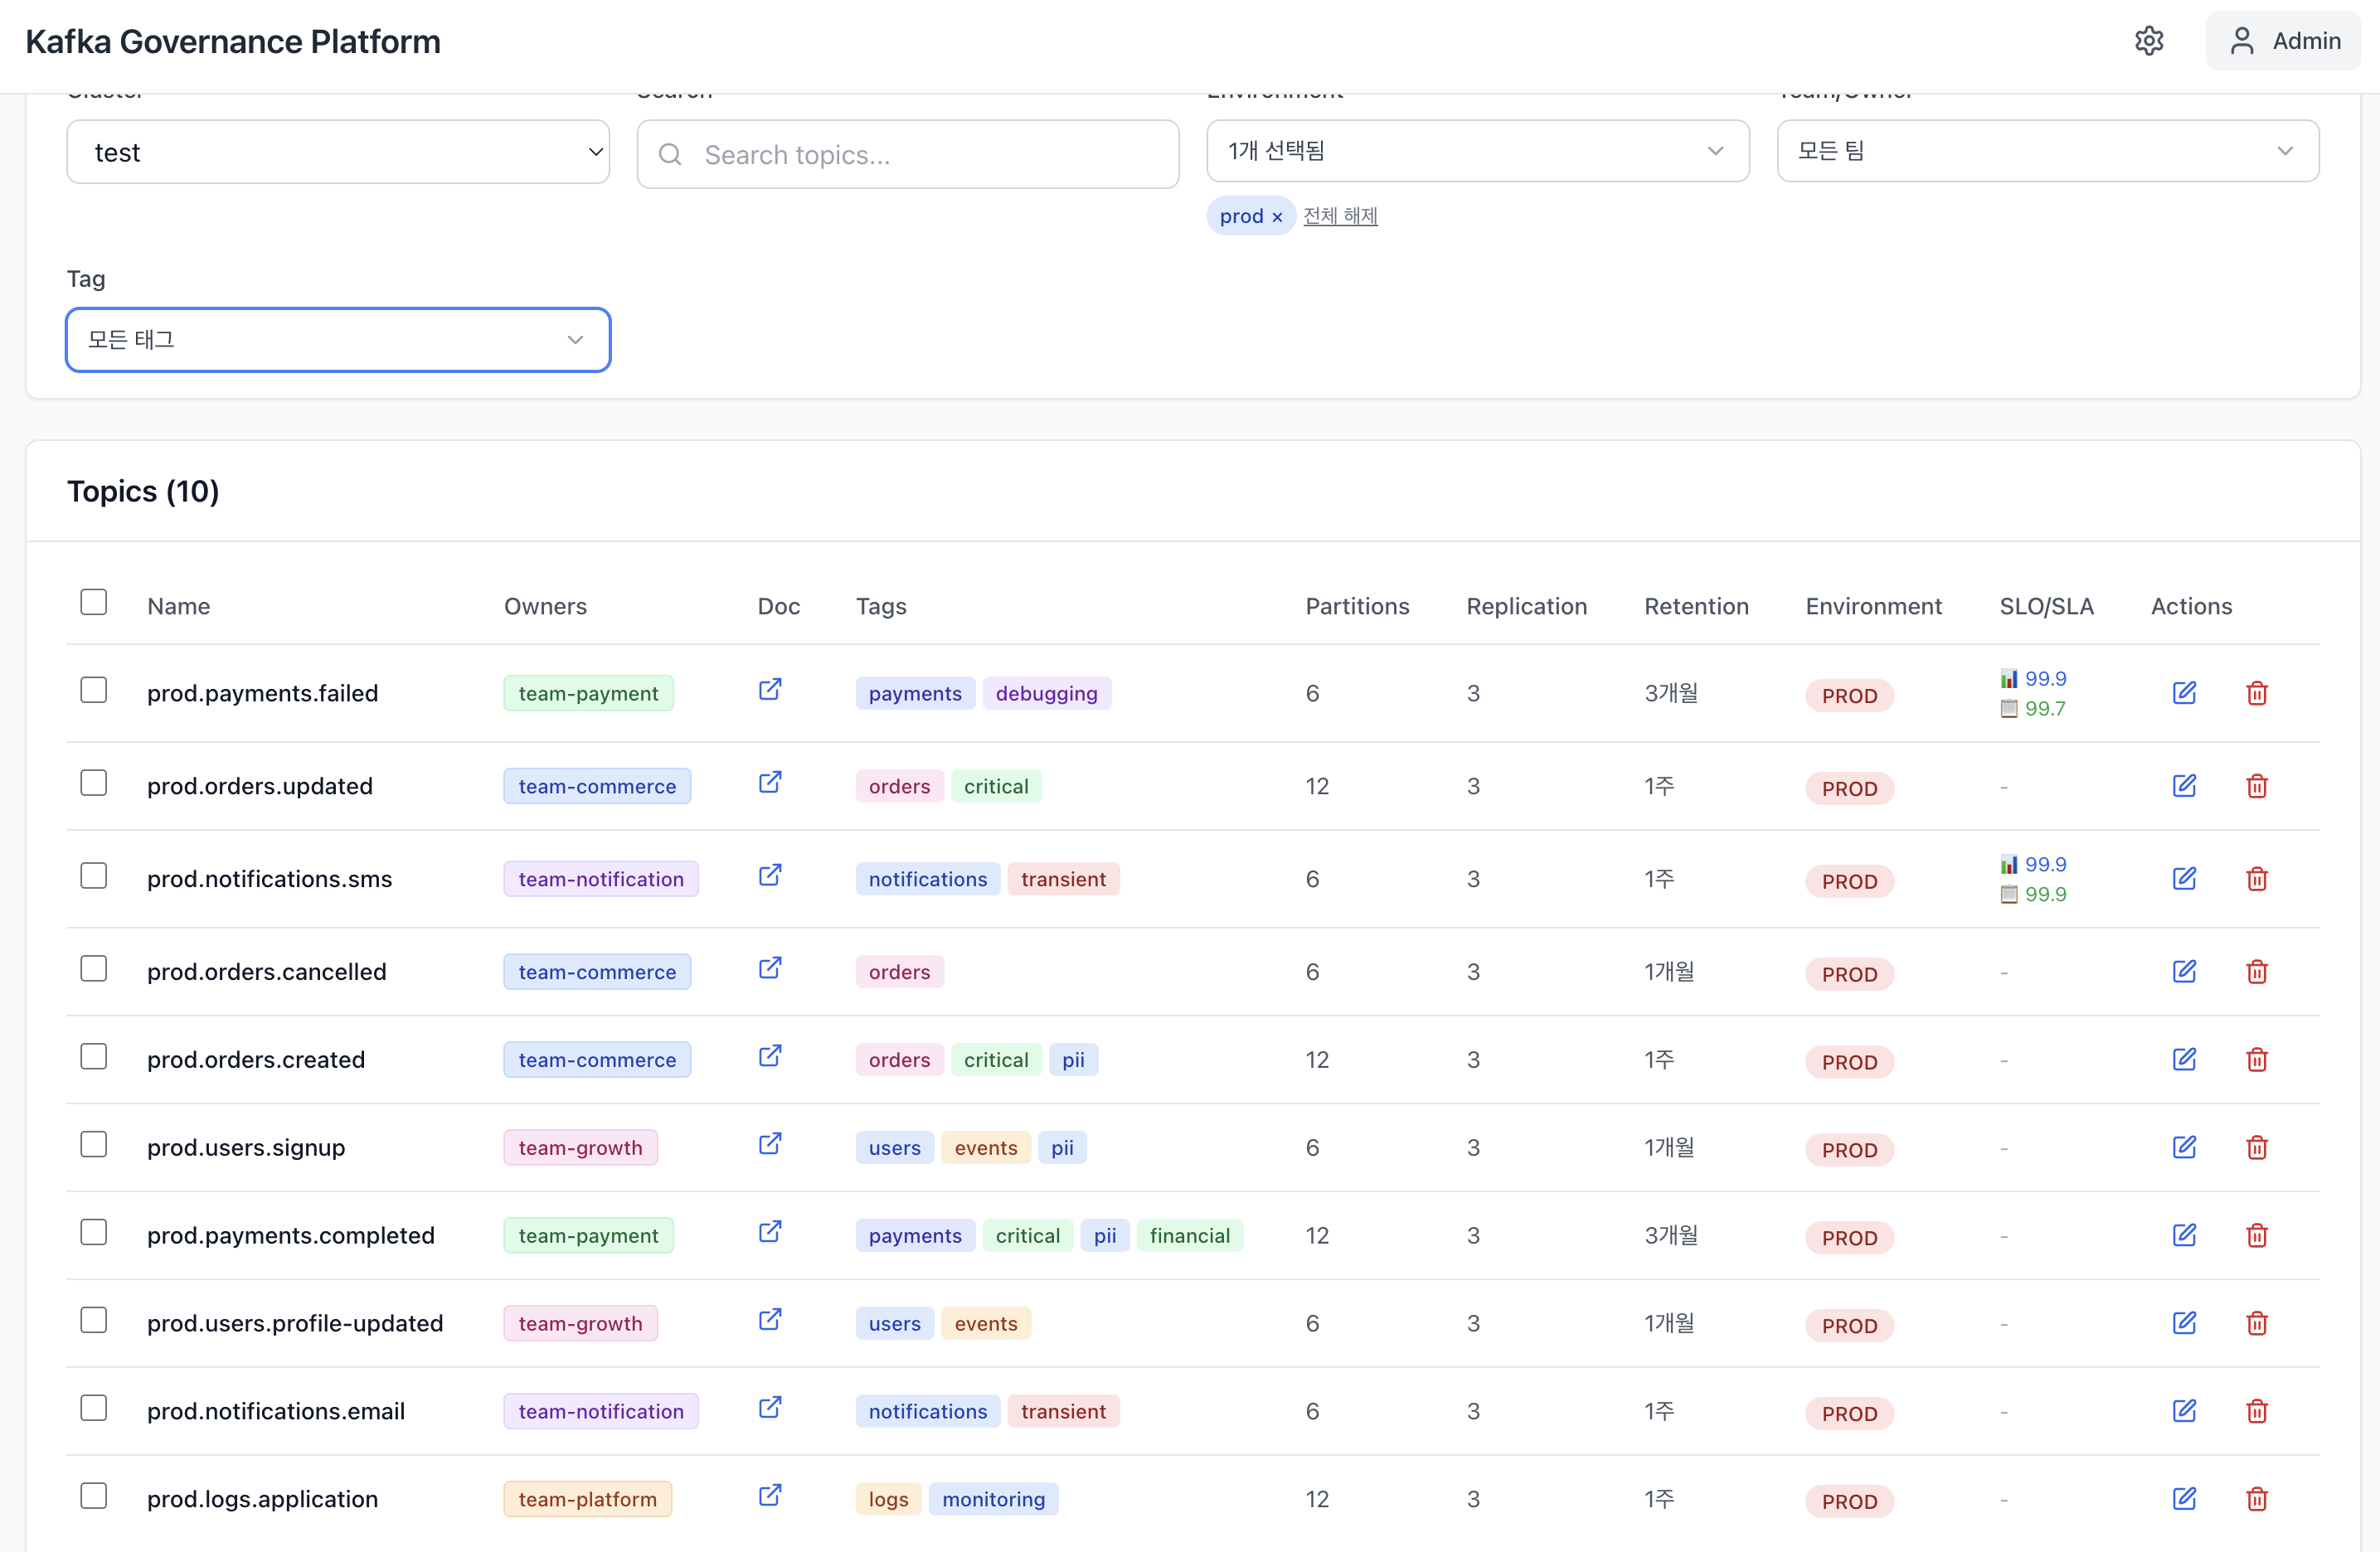 Kafka Governance Platform
Admin
Cluster Search Environment Team/Owner
test Search topics... 1개 선택됨 모든 팀
prod × 전체 해제
Tag
모든 태그
Topics (10)
Name Owners Doc Tags Partitions Replication Retention Environment SLO/SLA Actions
prod.payments.failed team-payment payments debugging 6 3 3개월 PROD 99.9
99.7
prod.orders.updated team-commerce orders critical 12 3 1주 PROD -
prod.notifications.sms team-notification notifications transient 6 3 1주 PROD 99.9
99.9
prod.orders.cancelled team-commerce orders 6 3 1개월 PROD -
prod.orders.created team-commerce orders critical pii 12 3 1주 PROD -
prod.users.signup team-growth users events pii 6 3 1개월 PROD -
prod.payments.completed team-payment payments critical pii financial 12 3 3개월 PROD -
prod.users.profile-updated team-growth users events 6 3 1개월 PROD -
prod.notifications.email team-notification notifications transient 6 3 1주 PROD -
prod.logs.application team-platform logs monitoring 12 3 1주 PROD -